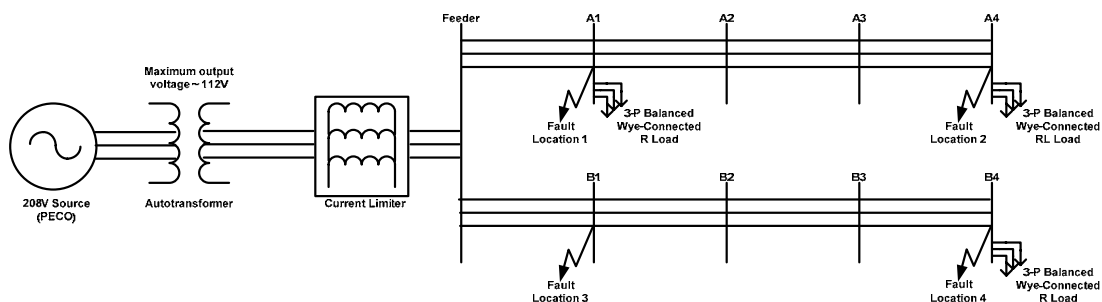 Feeder
A1
A2
A3
A4
Maximum output
voltage~112V
Fault
Location 1
3-P Balanced
Wye-Connected
R Load
Fault
Location 2
3-P Balanced
Wye-Connected
RL Load
208V Source
(PECO)
Autotransformer
Current Limiter
B1
B2
B3
B4
Fault
Location 3
Fault
Location 4
3-P Balanced
Wye-Connected
R Load